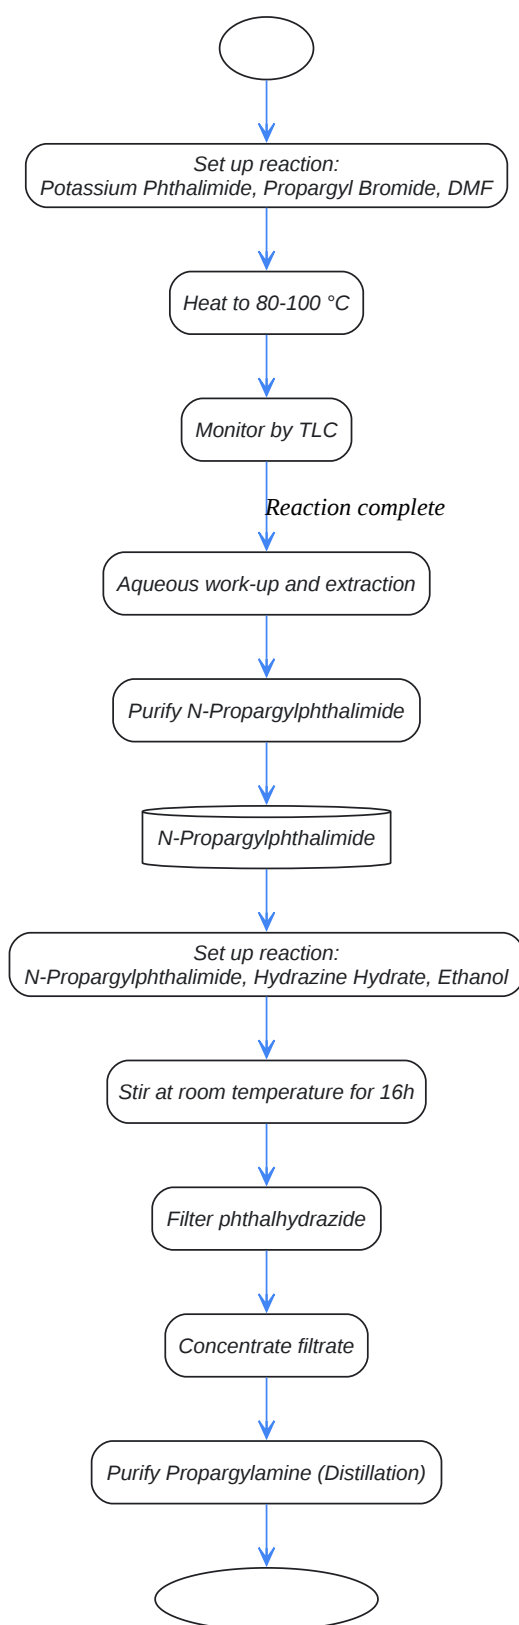 Set up reaction:
Potassium Phthalimide, Propargyl Bromide, DMF
Heat to 80-100 °C
Monitor by TLC
Reaction complete
Aqueous work-up and extraction
Purify N-Propargylphthalimide
N-Propargylphthalimide
Set up reaction:
N-Propargylphthalimide, Hydrazine Hydrate, Ethanol
Stir at room temperature for 16h
Filter phthalhydrazide
Concentrate filtrate
Purify Propargylamine (Distillation)